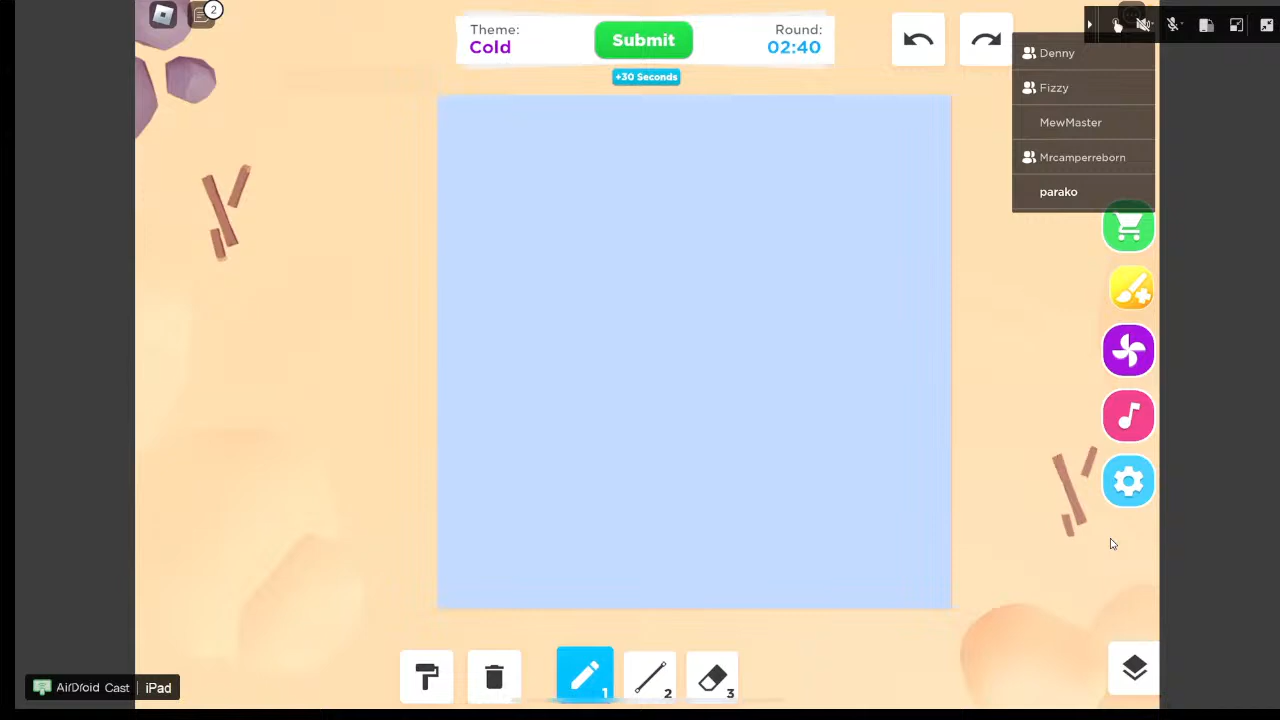 2
Theme:
Cold
Submit
Round:
02:40
+30 Seconds
Denny
Fizzy
MewMaster
Mrcamperreborn
parako
1
2
3
AirDroid Cast | iPad